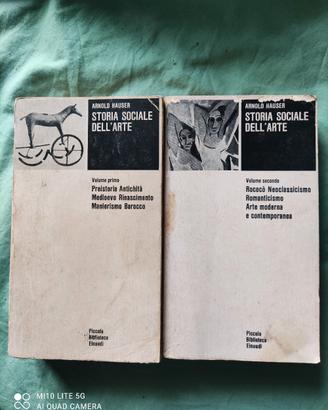 ARNOLD HAUSER
STORIA SOCIALE
DELL'ARTE
Volume primo
Preistoria Antichità
Medioevo Rinascimento
Manierismo Barocco
Piccola
Biblioteca
Einaudi
ARNOLD HAUSER
STORIA SOCIALE
DELL'ARTE
Volume secondo
Rococò Neoclassicismo
Romanticismo
Arte moderna
e contemporanea
Piccola
Biblioteca
Einaudi
MI10 LITE 5G
AI QUAD CAMERA